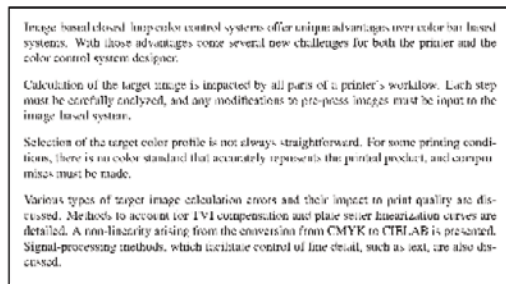 Image based closed-loop color control systems offer unique advantages over color bar based
systems. With those advantages come several new challenges for both the printer and the
color control system designer.
Calculation of the target image is impacted by all parts of a printer's workflow. Each step
must be carefully analyzed, and any modifications to pre-press images must be input to the
image based system.
Selection of the target color profile is not always straightforward. For some printing condi-
tions, there is no color standard that accurately represents the printed product, and compro-
mises must be made.
Various types of target image calculation errors and their impact to print quality are dis-
cussed. Methods to account for TVI compensation and plate setter linearization curves are
detailed. A non-linearity arising from the conversion from CMYK to CIELAB is presented.
Signal-processing methods, which facilitate control of fine detail, such as text, are also dis-
cussed.